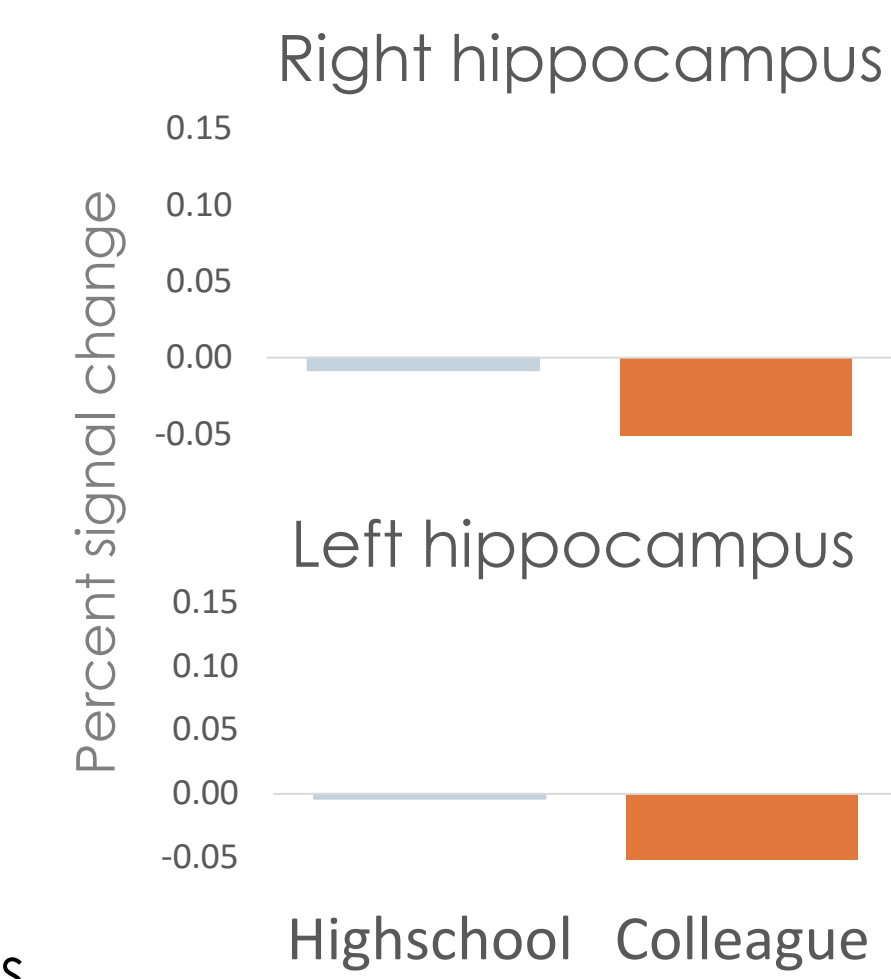 Right hippocampus
0.15
0.10
0.05
0.00
-0.05
Percent signal change
Left hippocampus
0.15
0.10
0.05
0.00
-0.05
Highschool Colleague
s